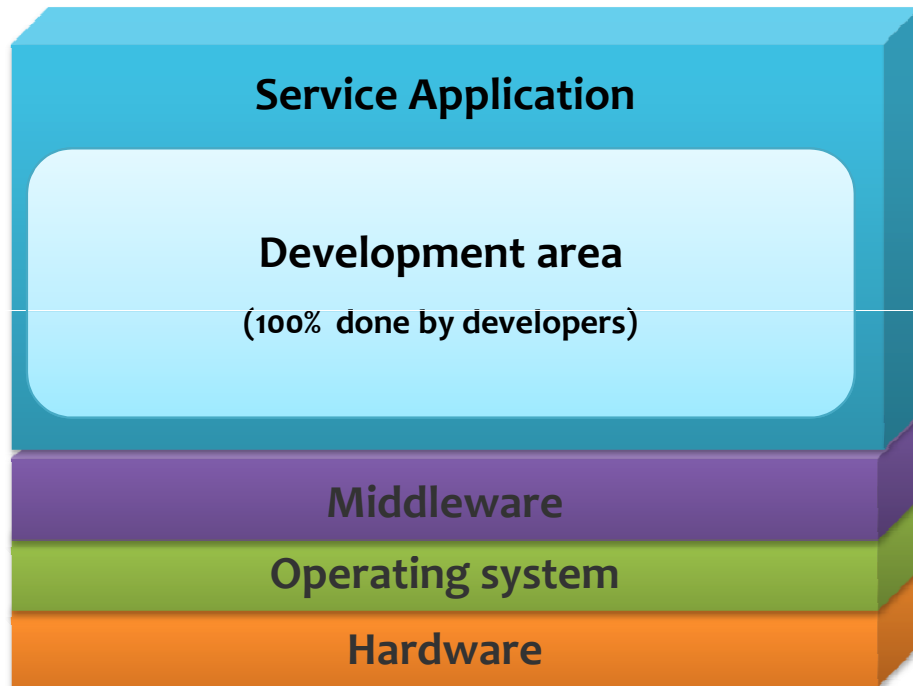 Service Application
Development area
(100% done by developers)
Middleware
Operating system
Hardware